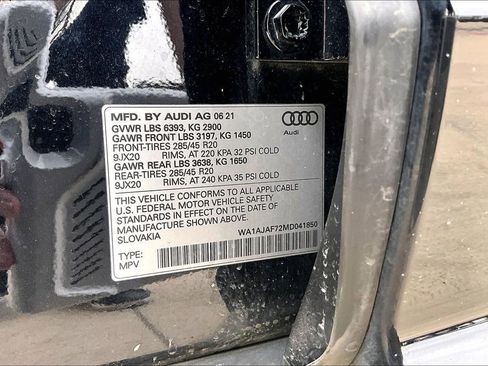 MFD. BY AUDI AG 06 21
GVWR LBS 6393, KG 2900
GAWR FRONT LBS 3197, KG 1450
FRONT-TIRES 285/45 R20
9JX20 RIMS, AT 220 KPA 32 PSI COLD
GAWR REAR LBS 3638, KG 1650
REAR-TIRES 285/45 R20
9JX20 RIMS, AT 240 KPA 35 PSI COLD
Audi
THIS VEHICLE CONFORMS TO ALL APPLICABLE
U.S. FEDERAL MOTOR VEHICLE SAFETY
STANDARDS IN EFFECT ON THE DATE OF
MANUFACTURE SHOWN ABOVE.
SLOVAKIA
WA1AJAF72MD041850
TYPE:
MPV